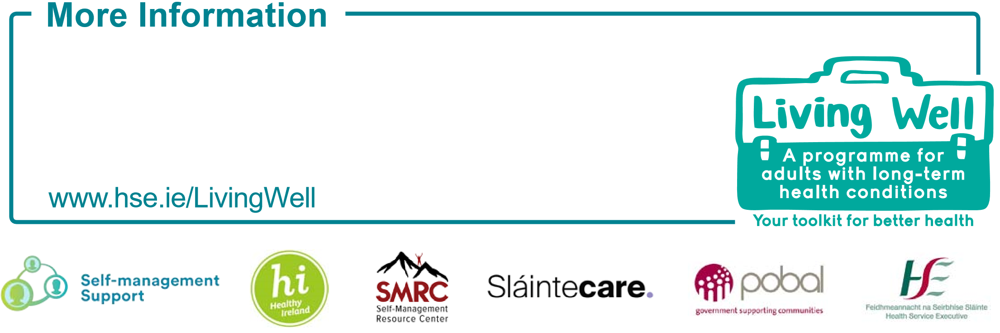 More Information
Living Well
A programme for
adults with long-term
health conditions
www.hse.ie/LivingWell
Your toolkit for better health
Self-management
Support
hi
Healthy
Ireland
SMRC
Self-Management
Resource Center
Sláintecare.
pobal
government supporting communities
HSE
Feidhmeannacht na Seirbhíse Sláinte
Health Service Executive